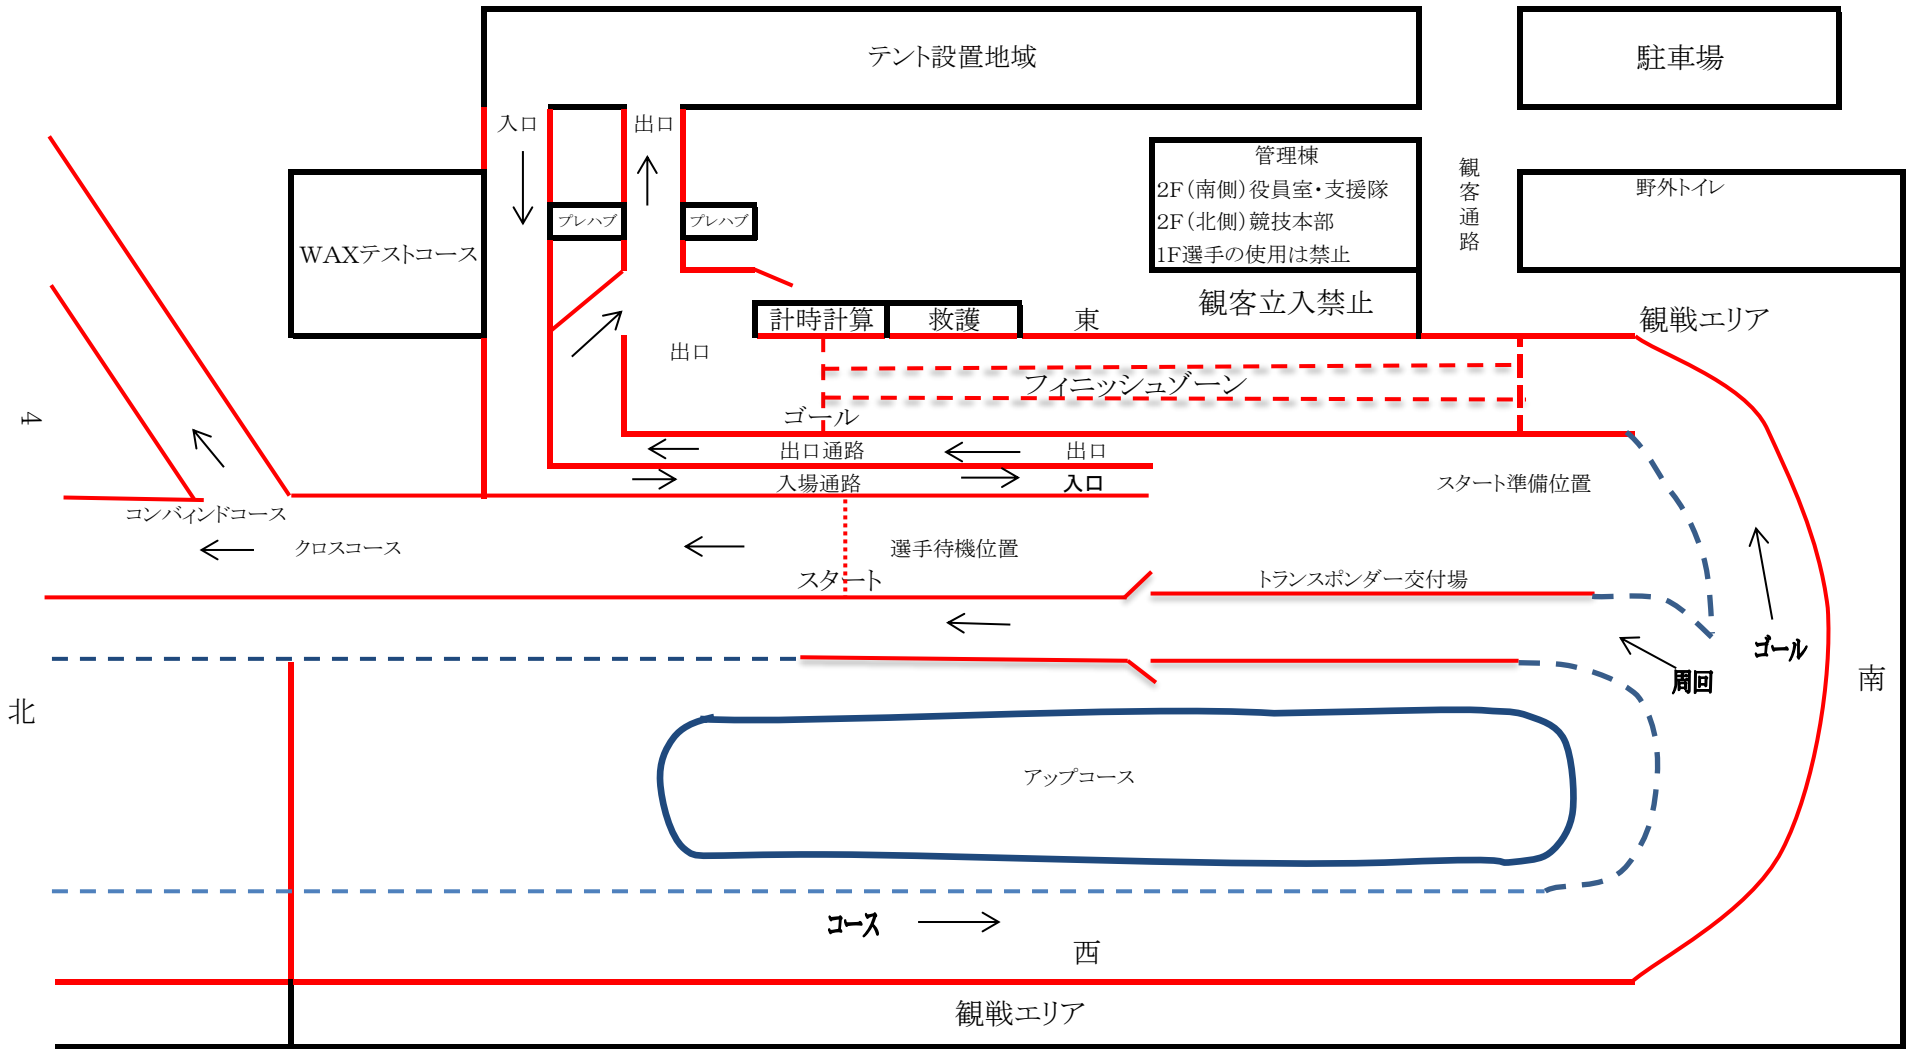 テント設置地域
駐車場
入口
出口
管理棟
2F（南側）役員室・支援隊
2F（北側）競技本部
1F選手の使用は禁止
観客通路
野外トイレ
プレハブ
プレハブ
WAXテストコース
観客立入禁止
計時計算
救護
東
観戦エリア
出口
フィニッシュゾーン
4
ゴール
出口通路
出口
入場通路
入口
スタート準備位置
コンバインドコース
クロスコース
選手待機位置
スタート
トランスポンダー交付場
ゴール
周回
南
北
アップコース
コース
西
観戦エリア